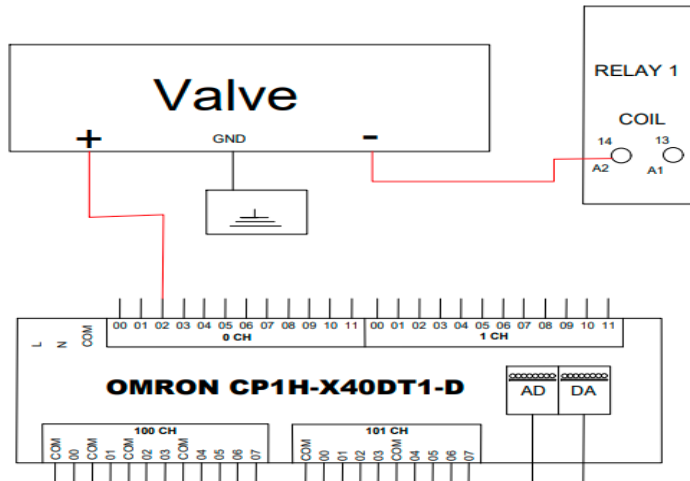 RELAY 1
Valve
COIL
+ GND -
14 13
A2 A1
L N COM 00 01 02 03 04 05 06 07 08 09 10 11 00 01 02 03 04 05 06 07 08 09 10 11
0 CH 1 CH
OMRON CP1H-X40DT1-D
AD DA
100 CH 101 CH
COM 00 COM 01 COM 02 03 COM 04 05 06 07 COM 00 01 02 03 COM 04 05 06 07